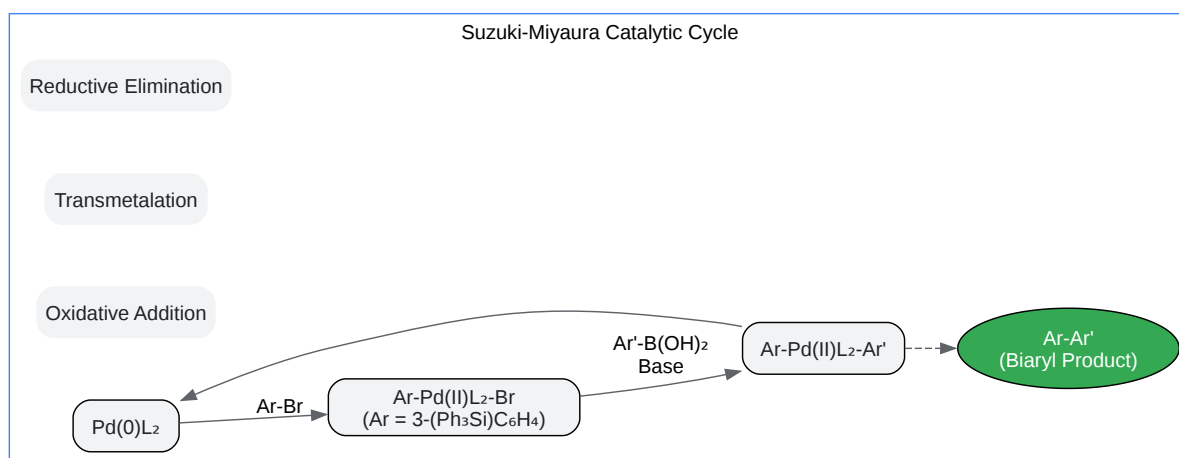 Suzuki-Miyaura Catalytic Cycle
Reductive Elimination
Transmetalation
Oxidative Addition
Pd(0)L₂
Ar-Br
Ar-Pd(II)L₂-Br
(Ar = 3-(Ph₃Si)C₆H₄)
Ar'-B(OH)₂
Base
Ar-Pd(II)L₂-Ar'
Ar-Ar'
(Biaryl Product)